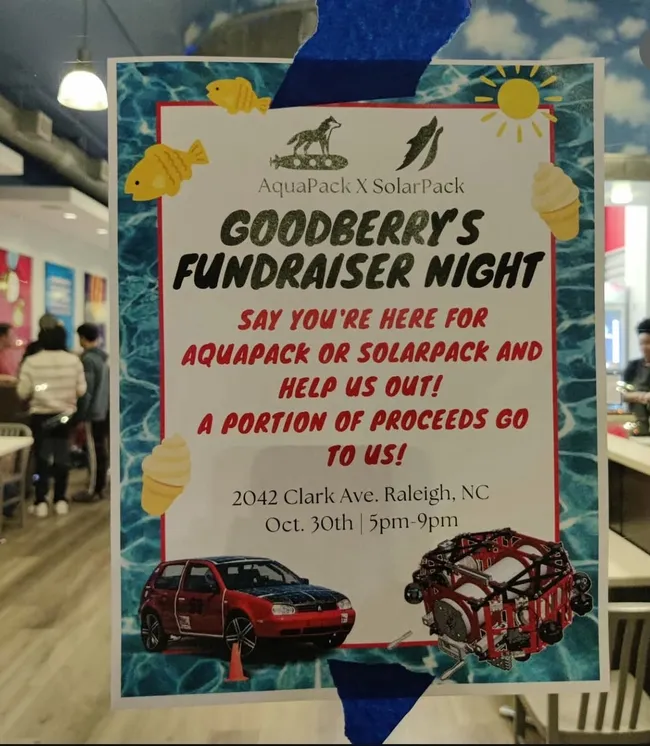 AquaPack X SolarPack
GOODBERRY'S
FUNDRAISER NIGHT
SAY YOU'RE HERE FOR
AQUAPACK OR SOLARPACK AND
HELP US OUT!
A PORTION OF PROCEEDS GO
TO US!
2042 Clark Ave. Raleigh, NC
Oct. 30th | 5pm-9pm